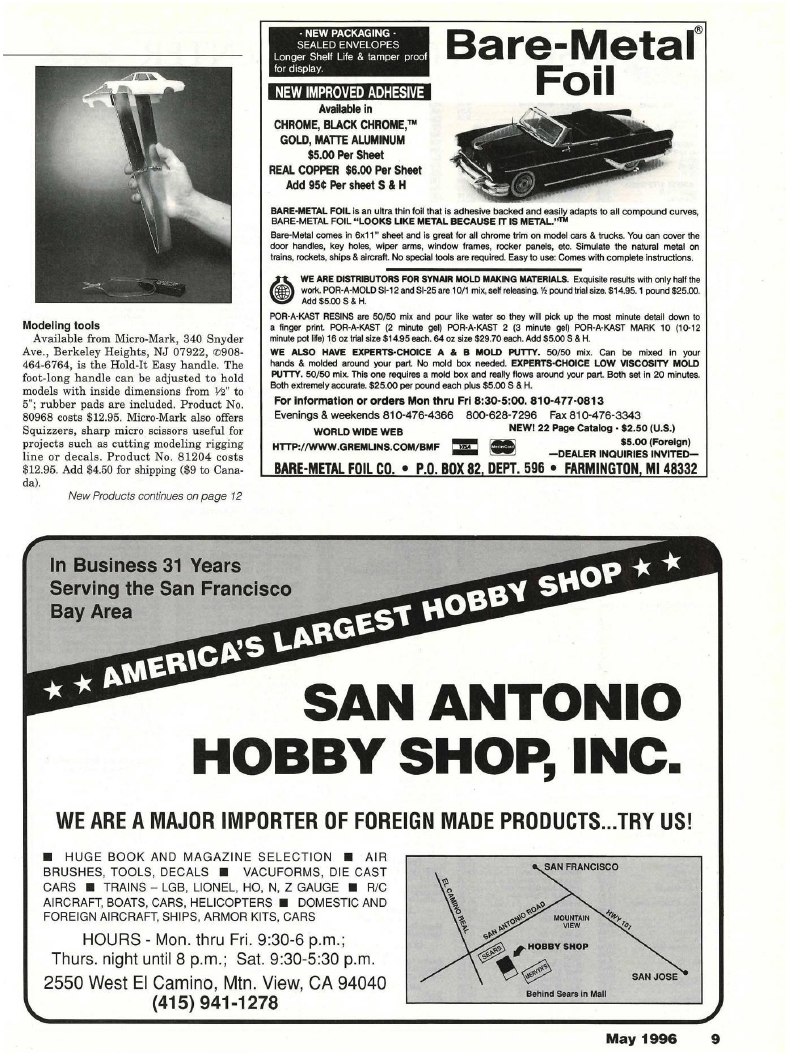 Modeling tools
Available from Micro-Mark, 340 Snyder
Ave., Berkeley Heights, NJ 07922, ✆908-
464-6764, is the Hold-It Easy handle. The
foot-long handle can be adjusted to hold
models with inside dimensions from ½" to
5"; rubber pads are included. Product No.
80968 costs $12.95. Micro-Mark also offers
Squizzers, sharp micro scissors useful for
projects such as cutting modeling rigging
line or decals. Product No. 81204 costs
$12.95. Add $4.50 for shipping ($9 to Cana-
da).
New Products continues on page 12
· NEW PACKAGING ·
SEALED ENVELOPES
Longer Shelf Life & tamper proof
for display.
NEW IMPROVED ADHESIVE
Available in
CHROME, BLACK CHROME,™
GOLD, MATTE ALUMINUM
$5.00 Per Sheet
REAL COPPER $6.00 Per Sheet
Add 95¢ Per sheet S & H
Bare-Metal®
Foil
BARE-METAL FOIL is an ultra thin foil that is adhesive backed and easily adapts to all compound curves,
BARE-METAL FOIL "LOOKS LIKE METAL BECAUSE IT IS METAL."™
Bare-Metal comes in 6x11" sheet and is great for all chrome trim on model cars & trucks. You can cover the
door handles, key holes, wiper arms, window frames, rocker panels, etc. Simulate the natural metal on
trains, rockets, ships & aircraft. No special tools are required. Easy to use: Comes with complete instructions.
WE ARE DISTRIBUTORS FOR SYNAIR MOLD MAKING MATERIALS. Exquisite results with only half the
work. POR-A-MOLD SI-12 and SI-25 are 10/1 mix, self releasing. ½ pound trial size. $14.95. 1 pound $25.00.
Add $5.00 S & H.
POR-A-KAST RESINS are 50/50 mix and pour like water so they will pick up the most minute detail down to
a finger print. POR-A-KAST (2 minute gel) POR-A-KAST 2 (3 minute gel) POR-A-KAST MARK 10 (10-12
minute pot life) 16 oz trial size $14.95 each. 64 oz size $29.70 each. Add $5.00 S & H.
WE ALSO HAVE EXPERTS-CHOICE A & B MOLD PUTTY. 50/50 mix. Can be mixed in your
hands & molded around your part. No mold box needed. EXPERTS-CHOICE LOW VISCOSITY MOLD
PUTTY. 50/50 mix. This one requires a mold box and really flows around your part. Both set in 20 minutes.
Both extremely accurate. $25.00 per pound each plus $5.00 S & H.
For information or orders Mon thru Fri 8:30-5:00. 810-477-0813
Evenings & weekends 810-476-4366 800-628-7296 Fax 810-476-3343
WORLD WIDE WEB
HTTP://WWW.GREMLINS.COM/BMF
VISA
MasterCard
NEW! 22 Page Catalog - $2.50 (U.S.)
$5.00 (Foreign)
—DEALER INQUIRIES INVITED—
BARE-METAL FOIL CO. • P.O. BOX 82, DEPT. 596 • FARMINGTON, MI 48332
In Business 31 Years
Serving the San Francisco
Bay Area
★ ★ AMERICA'S LARGEST HOBBY SHOP ★ ★
SAN ANTONIO
HOBBY SHOP, INC.
WE ARE A MAJOR IMPORTER OF FOREIGN MADE PRODUCTS...TRY US!
■ HUGE BOOK AND MAGAZINE SELECTION ■ AIR
BRUSHES, TOOLS, DECALS ■ VACUFORMS, DIE CAST
CARS ■ TRAINS – LGB, LIONEL, HO, N, Z GAUGE ■ R/C
AIRCRAFT, BOATS, CARS, HELICOPTERS ■ DOMESTIC AND
FOREIGN AIRCRAFT, SHIPS, ARMOR KITS, CARS
HOURS - Mon. thru Fri. 9:30-6 p.m.;
Thurs. night until 8 p.m.; Sat. 9:30-5:30 p.m.
2550 West El Camino, Mtn. View, CA 94040
(415) 941-1278
SAN FRANCISCO
EL CAMINO REAL
SAN ANTONIO ROAD
MOUNTAIN
VIEW
HWY 101
SEARS
HOBBY SHOP
MERVYN'S
SAN JOSE
Behind Sears in Mall
May 1996 9